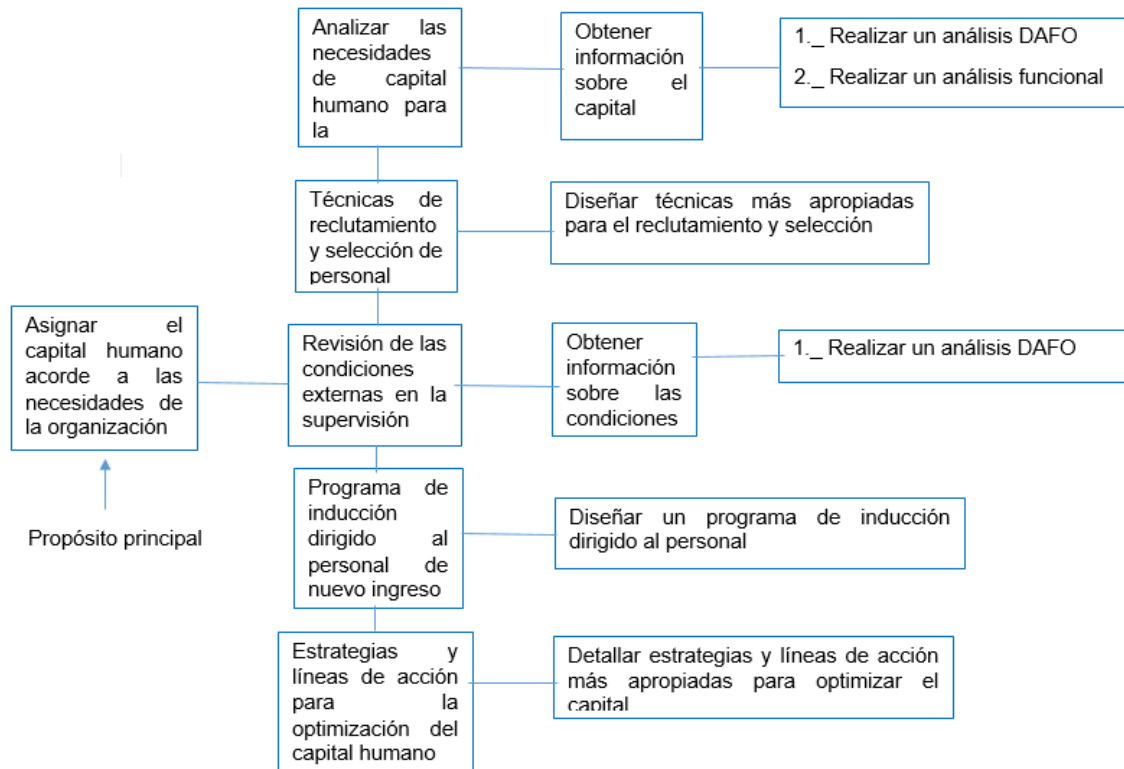 Analizar las
necesidades
de capital
humano para
la
Obtener
información
sobre el
capital
1._ Realizar un análisis DAFO
2._ Realizar un análisis funcional
Técnicas de
reclutamiento
y selección de
personal
Diseñar técnicas más apropiadas
para el reclutamiento y selección
Asignar el
capital humano
acorde a las
necesidades de
la organización
Propósito principal
Revisión de las
condiciones
externas en la
supervisión
Obtener
información
sobre las
condiciones
1._ Realizar un análisis DAFO
Programa de
inducción
dirigido al
personal de
nuevo ingreso
Diseñar un programa de inducción
dirigido al personal
Estrategias y
líneas de acción
para la
optimización del
capital humano
Detallar estrategias y líneas de acción
más apropiadas para optimizar el
capital